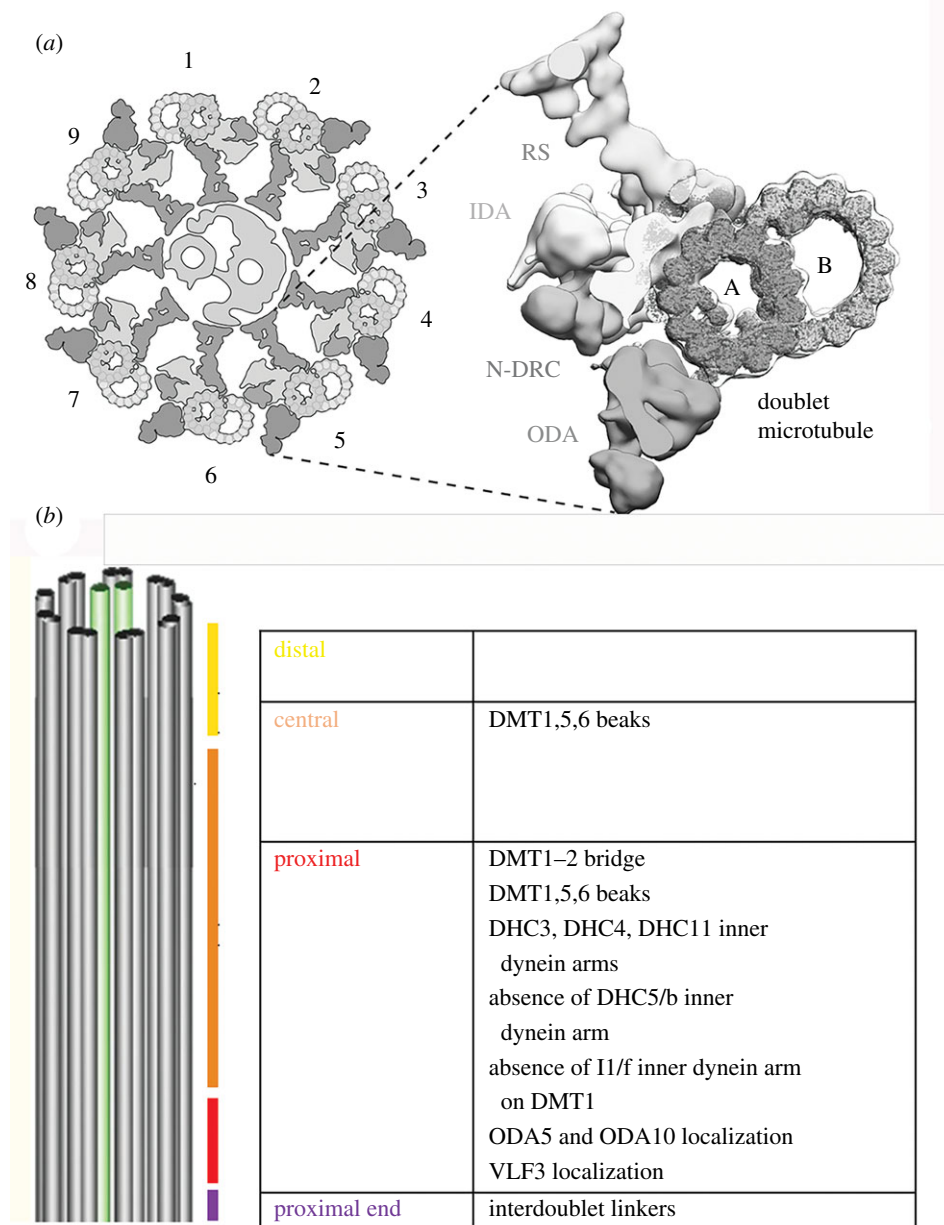 (a)
1
2
3
4
5
6
7
8
9
RS
IDA
N-DRC
ODA
A
B
doublet
microtubule
(b)
distal
central
DMT1,5,6 beaks
proximal
DMT1–2 bridge
DMT1,5,6 beaks
DHC3, DHC4, DHC11 inner
dynein arms
absence of DHC5/b inner
dynein arm
absence of I1/f inner dynein arm
on DMT1
ODA5 and ODA10 localization
VLF3 localization
proximal end
interdoublet linkers